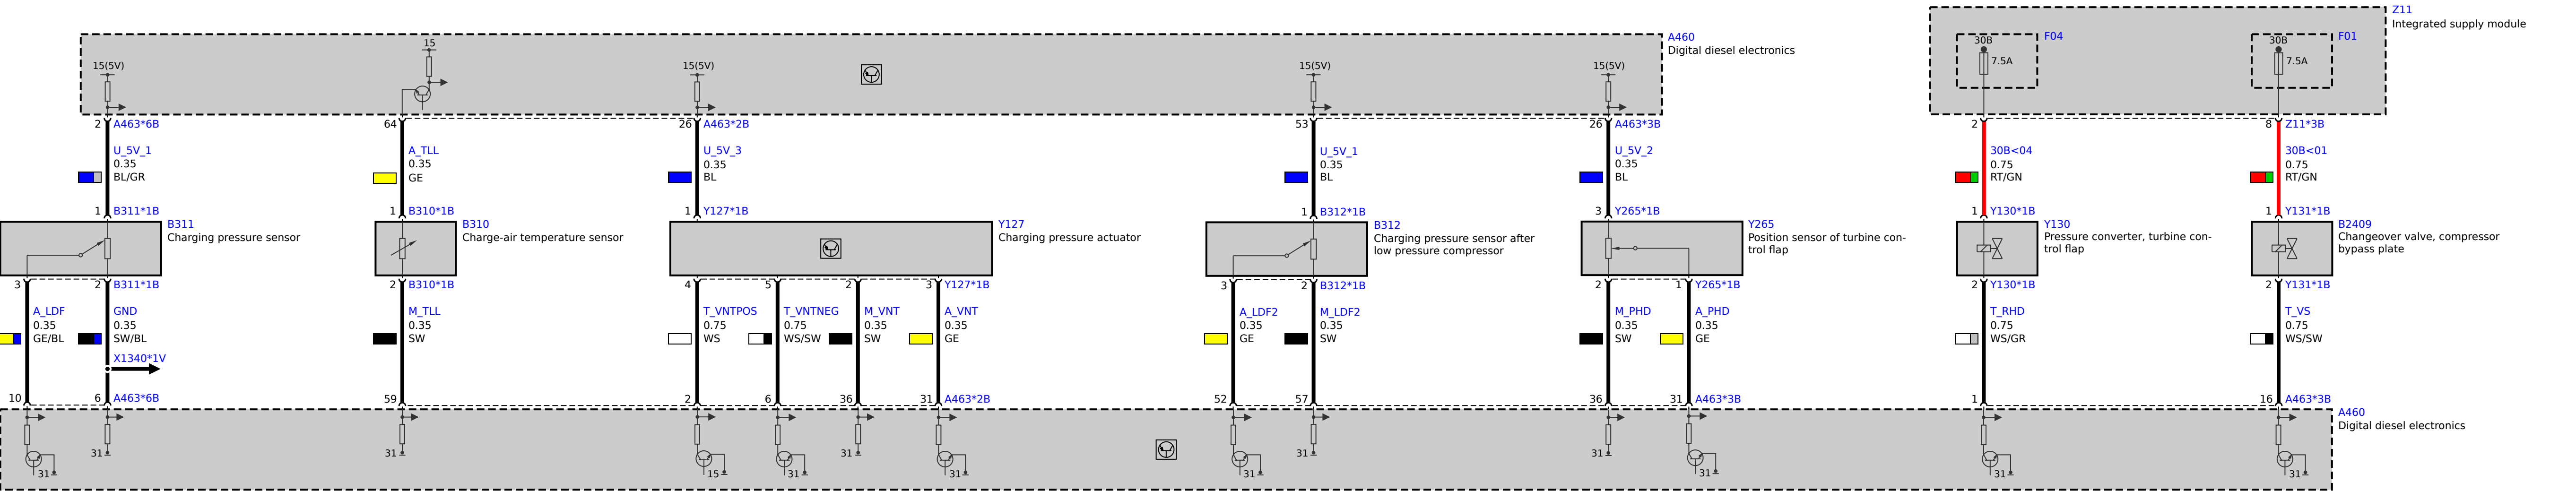 Z11
Integrated supply module
A460
Digital diesel electronics
15
15(5V)
15(5V)
15(5V)
15(5V)
30B
F04
7.5A
30B
F01
7.5A
2 A463*6B
64
26 A463*2B
53
26 A463*3B
2
8 Z11*3B
U_5V_1
0.35
BL/GR
A_TLL
0.35
GE
U_5V_3
0.35
BL
U_5V_1
0.35
BL
U_5V_2
0.35
BL
30B<04
0.75
RT/GN
30B<01
0.75
RT/GN
1 B311*1B
1 B310*1B
1 Y127*1B
1 B312*1B
3 Y265*1B
1 Y130*1B
1 Y131*1B
B311
Charging pressure sensor
B310
Charge-air temperature sensor
Y127
Charging pressure actuator
B312
Charging pressure sensor after
low pressure compressor
Y265
Position sensor of turbine con-
trol flap
Y130
Pressure converter, turbine con-
trol flap
B2409
Changeover valve, compressor
bypass plate
3
2 B311*1B
2 B310*1B
4
5
2
3 Y127*1B
3
2 B312*1B
2
1 Y265*1B
2 Y130*1B
2 Y131*1B
A_LDF
0.35
GE/BL
GND
0.35
SW/BL
X1340*1V
M_TLL
0.35
SW
T_VNTPOS
0.75
WS
T_VNTNEG
0.75
WS/SW
M_VNT
0.35
SW
A_VNT
0.35
GE
A_LDF2
0.35
GE
M_LDF2
0.35
SW
M_PHD
0.35
SW
A_PHD
0.35
GE
T_RHD
0.75
WS/GR
T_VS
0.75
WS/SW
10
6 A463*6B
59
2
6
36
31 A463*2B
52
57
36
31 A463*3B
1
16 A463*3B
A460
Digital diesel electronics
31
31
31
15
31
31
31
31
31
31
31
31
31